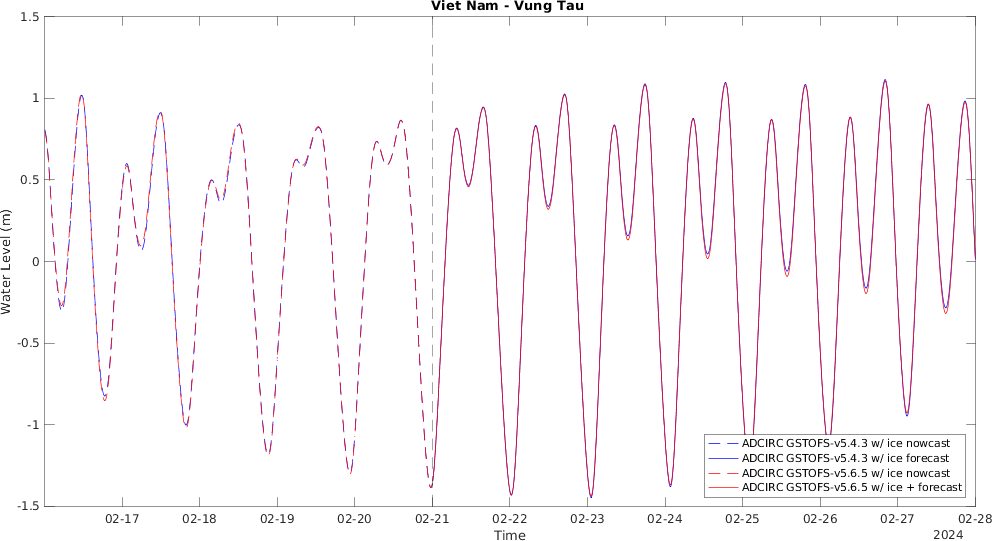 Viet Nam - Vung Tau
1.5
1
0.5
0
-0.5
-1
-1.5
Water Level (m)
02-17 02-18 02-19 02-20 02-21 02-22 02-23 02-24 02-25 02-26 02-27 02-28
Time
2024
ADCIRC GSTOFS-v5.4.3 w/ ice nowcast
ADCIRC GSTOFS-v5.4.3 w/ ice forecast
ADCIRC GSTOFS-v5.6.5 w/ ice nowcast
ADCIRC GSTOFS-v5.6.5 w/ ice + forecast